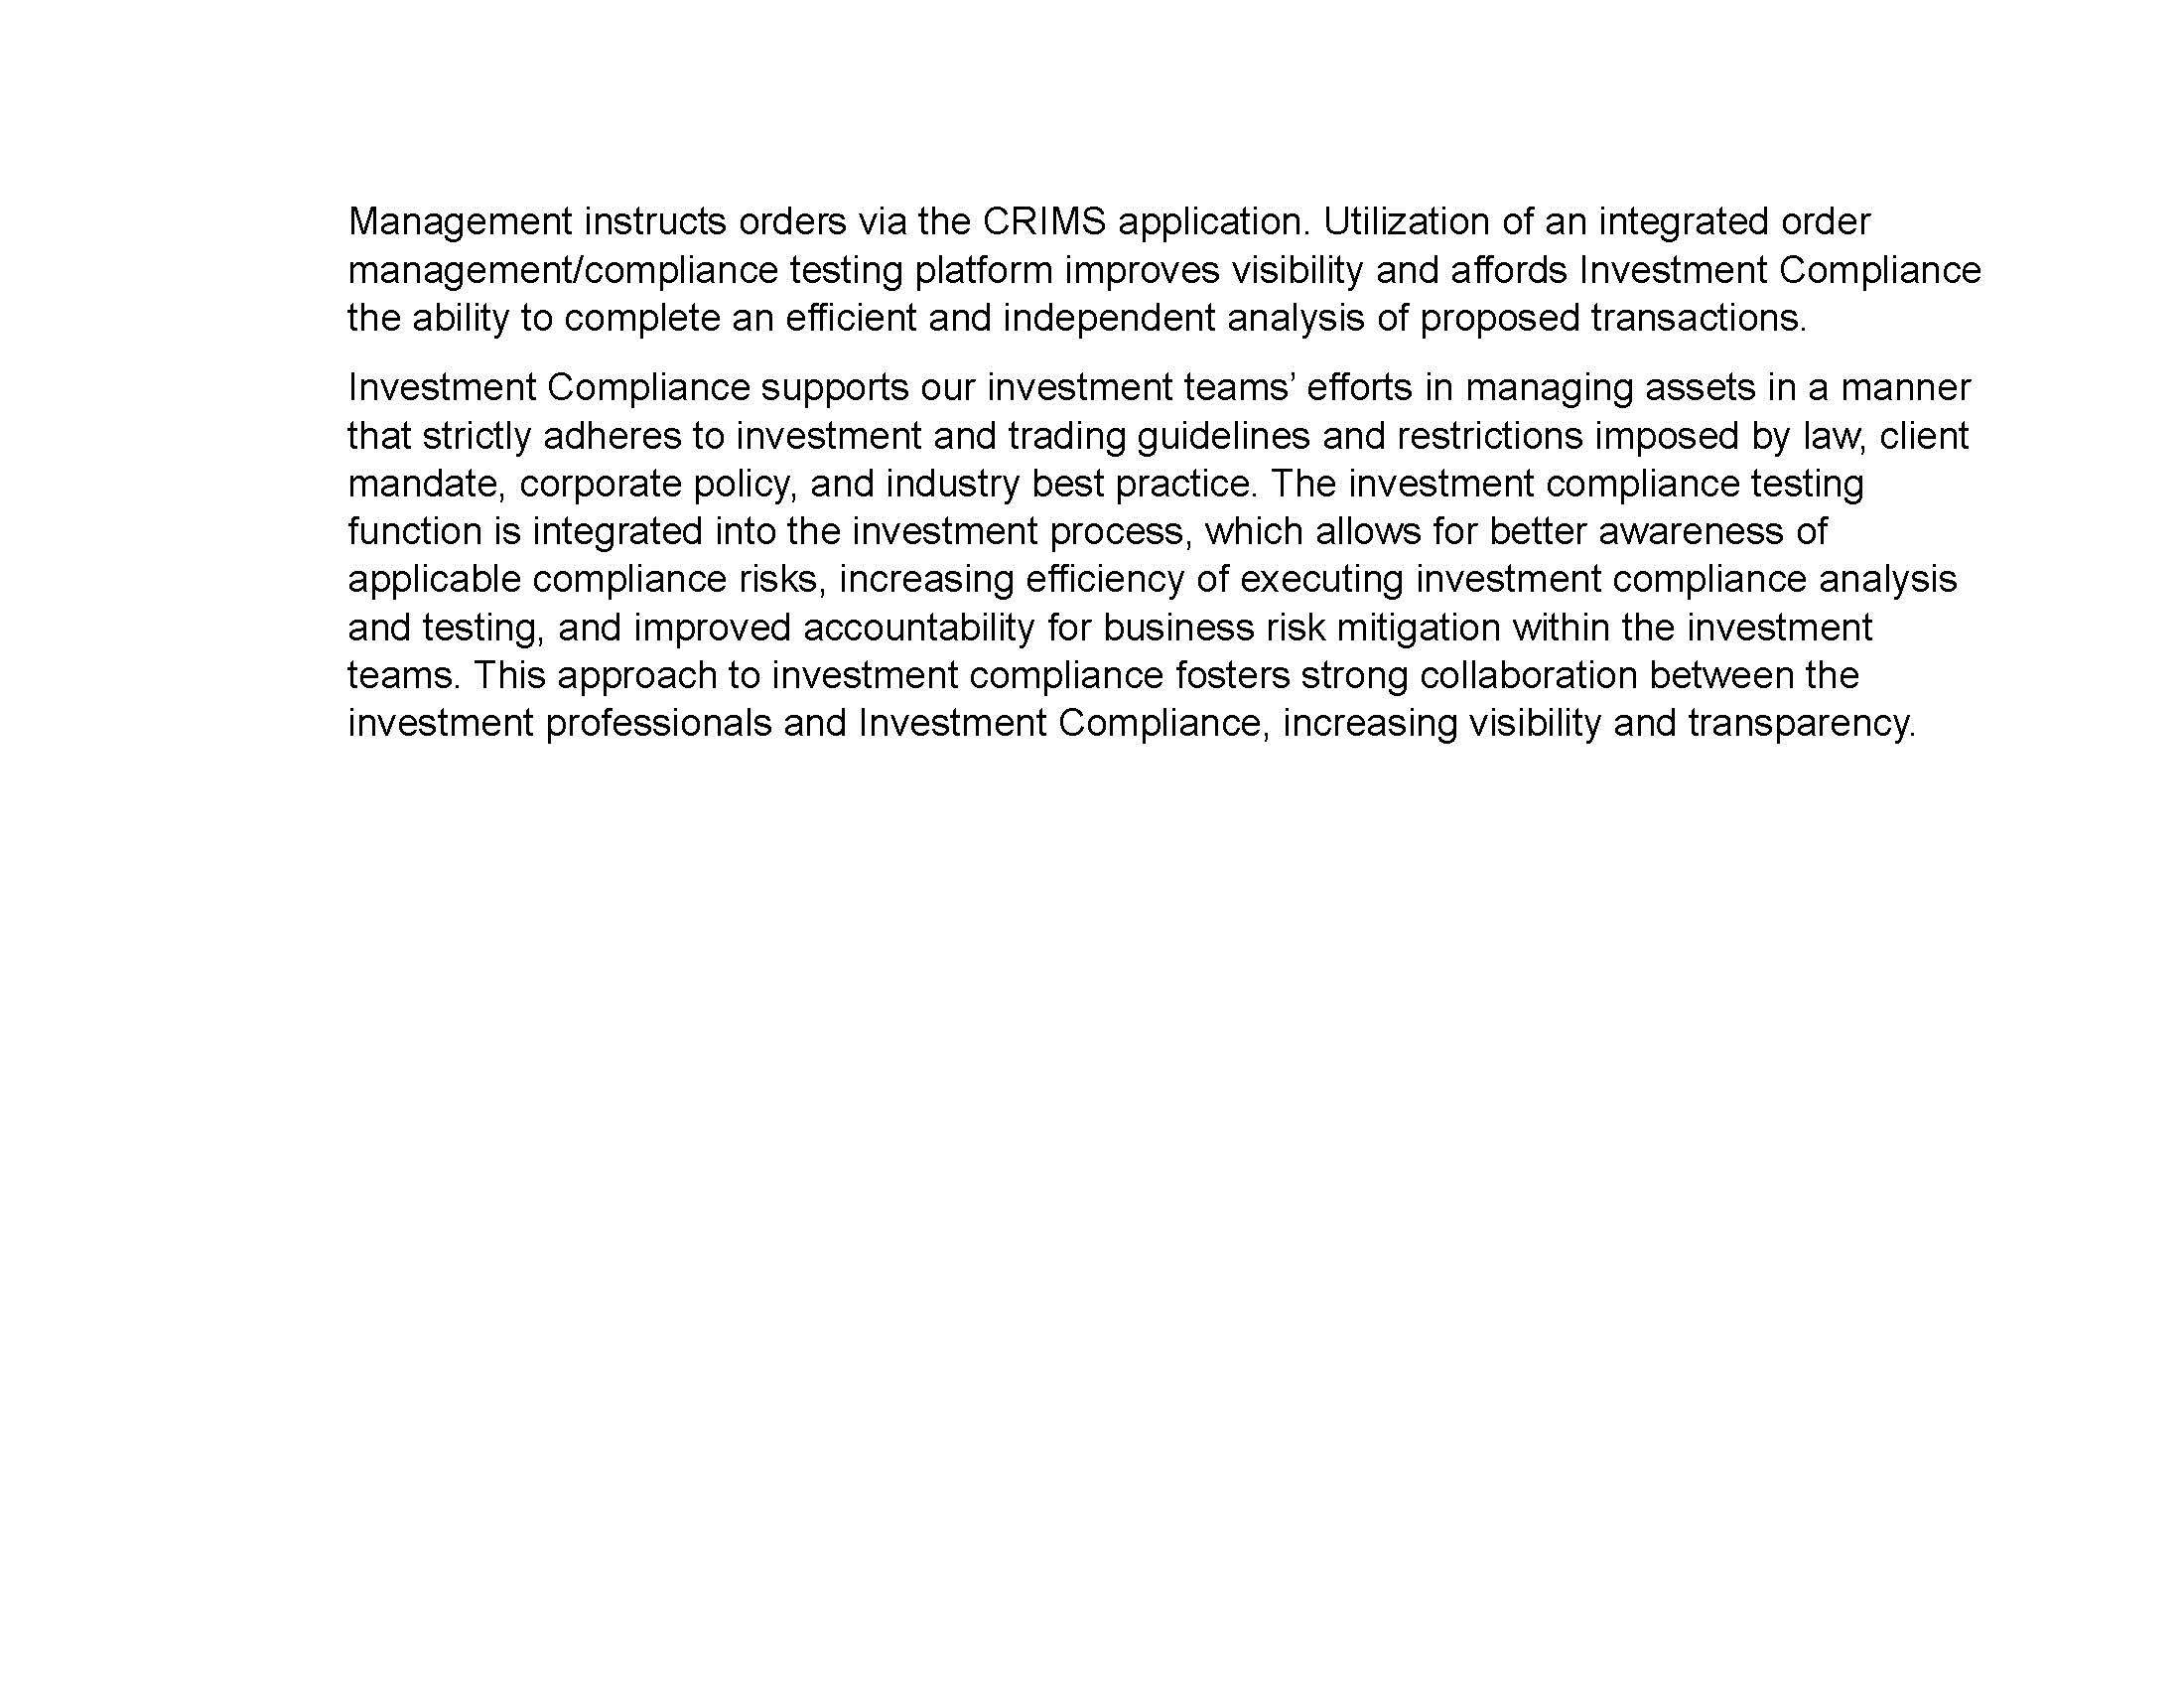 Management instructs orders via the CRIMS application. Utilization of an integrated order
management/compliance testing platform improves visibility and affords Investment Compliance
the ability to complete an efficient and independent analysis of proposed transactions.
Investment Compliance supports our investment teams’ efforts in managing assets in a manner
that strictly adheres to investment and trading guidelines and restrictions imposed by law, client
mandate, corporate policy, and industry best practice. The investment compliance testing
function is integrated into the investment process, which allows for better awareness of
applicable compliance risks, increasing efficiency of executing investment compliance analysis
and testing, and improved accountability for business risk mitigation within the investment
teams. This approach to investment compliance fosters strong collaboration between the
investment professionals and Investment Compliance, increasing visibility and transparency.